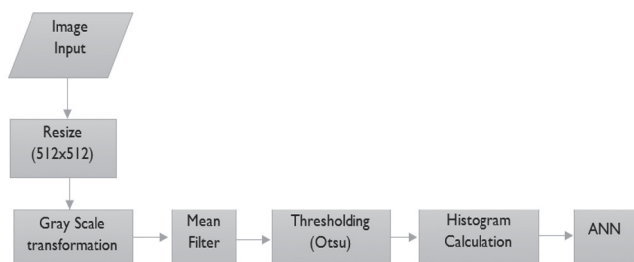 Image
Input
Resize
(512x512)
Gray Scale
transformation
Mean
Filter
Thresholding
(Otsu)
Histogram
Calculation
ANN